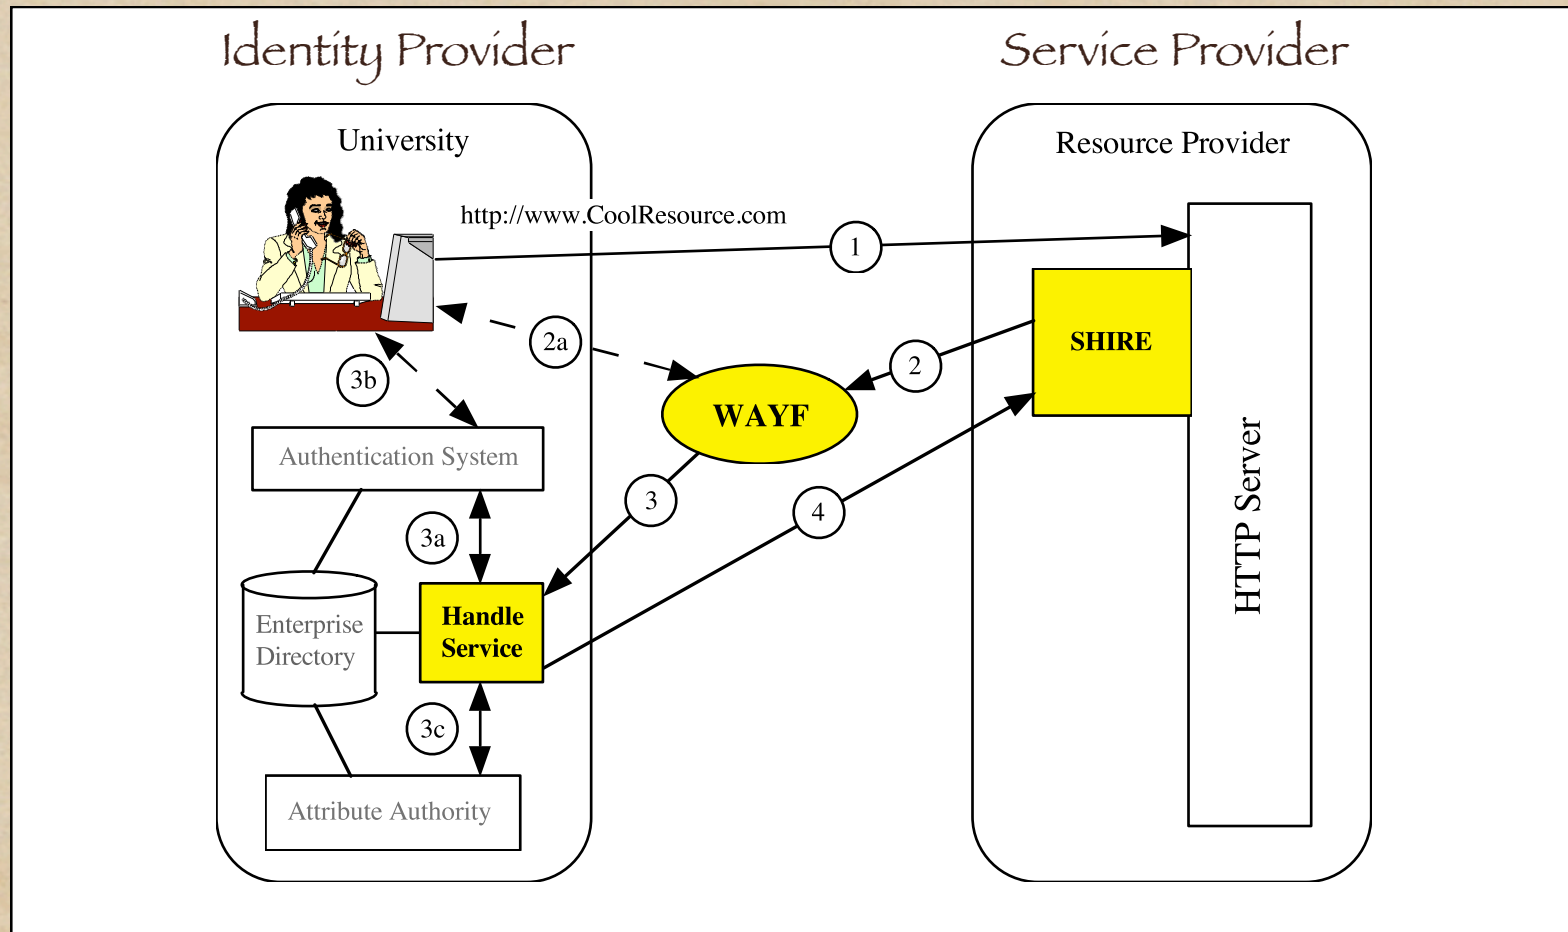 Identity Provider
Service Provider
University
Resource Provider
http://www.CoolResource.com
1
2a
2
SHIRE
3b
WAYF
Authentication System
3
4
3a
HTTP Server
Enterprise
Directory
Handle
Service
3c
Attribute Authority